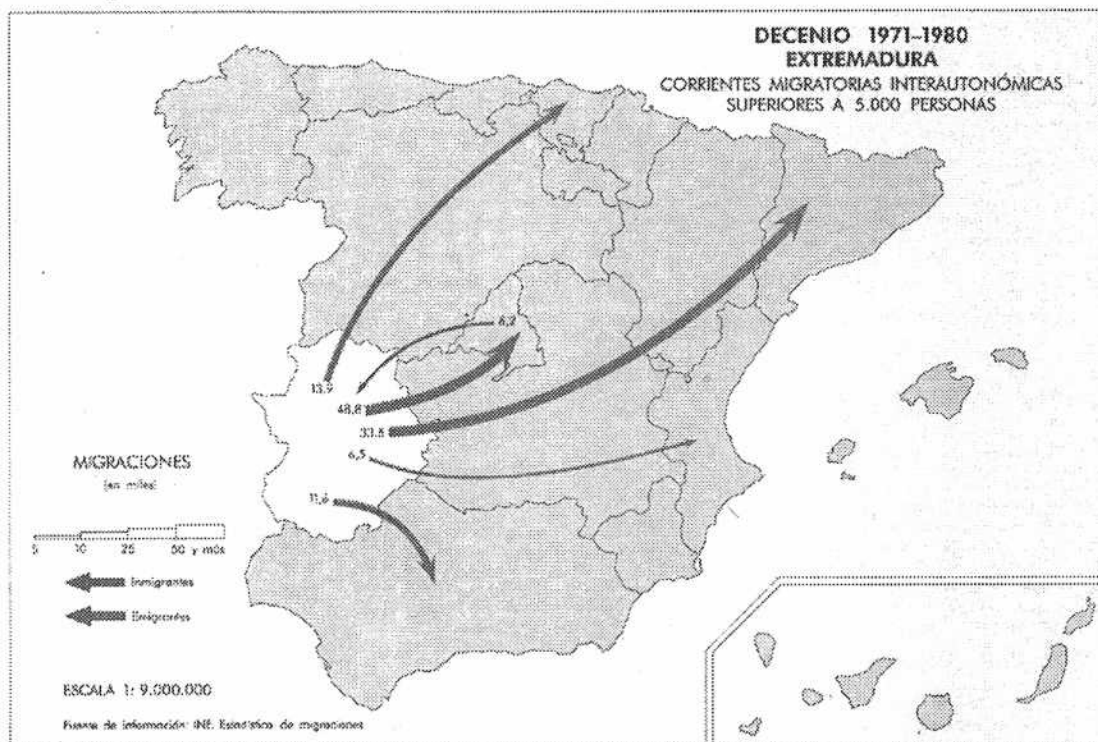 DECENIO 1971–1980
EXTREMADURA
CORRIENTES MIGRATORIAS INTERAUTONÓMICAS
SUPERIORES A 5.000 PERSONAS
6,2
13,9
48,8
33,8
6,5
11,6
MIGRACIONES
(en miles)
5 10 25 50 y más
Inmigrantes
Emigrantes
ESCALA 1: 9.000.000
Fuente de información: INE. Estadística de migraciones